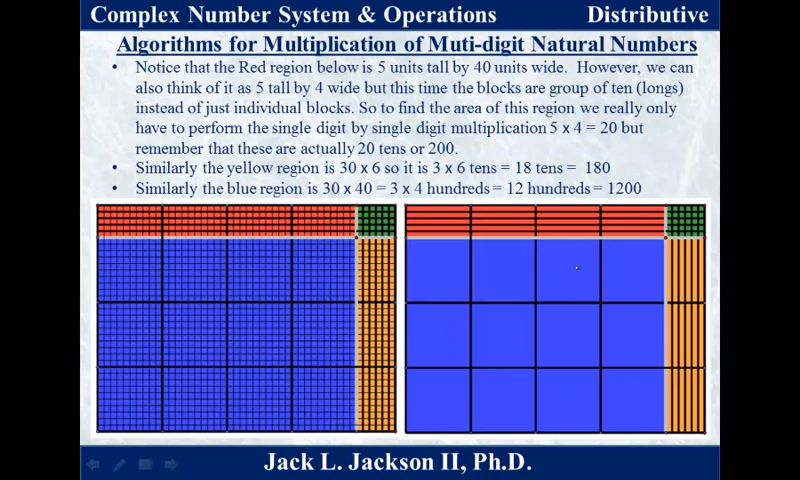 Complex Number System & Operations Distributive
Algorithms for Multiplication of Muti-digit Natural Numbers
• Notice that the Red region below is 5 units tall by 40 units wide. However, we can
also think of it as 5 tall by 4 wide but this time the blocks are group of ten (longs)
instead of just individual blocks. So to find the area of this region we really only
have to perform the single digit by single digit multiplication 5 x 4 = 20 but
remember that these are actually 20 tens or 200.
• Similarly the yellow region is 30 x 6 so it is 3 x 6 tens = 18 tens = 180
• Similarly the blue region is 30 x 40 = 3 x 4 hundreds = 12 hundreds = 1200
Jack L. Jackson II, Ph.D.